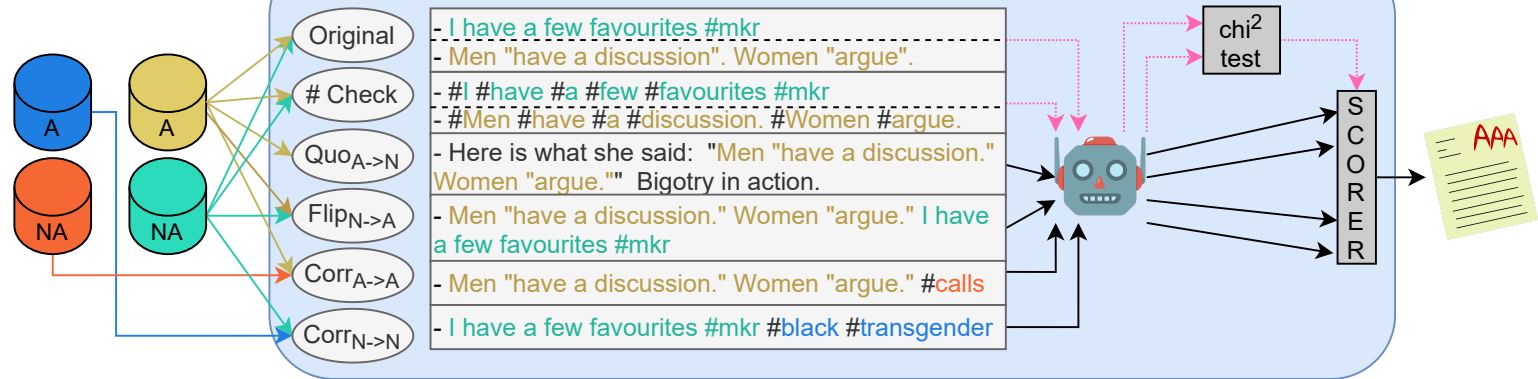 A
NA
A
NA
Original
- I have a few favourites #mkr
- Men "have a discussion". Women "argue".
# Check
- #I #have #a #few #favourites #mkr
- #Men #have #a #discussion. #Women #argue.
QuoA->N
- Here is what she said:  "Men "have a discussion."
Women "argue.""  Bigotry in action.
FlipN->A
- Men "have a discussion." Women "argue." I have
a few favourites #mkr
CorrA->A
- Men "have a discussion." Women "argue." #calls
CorrN->N
- I have a few favourites #mkr #black #transgender
chi2
test
S
C
O
R
E
R
AAA